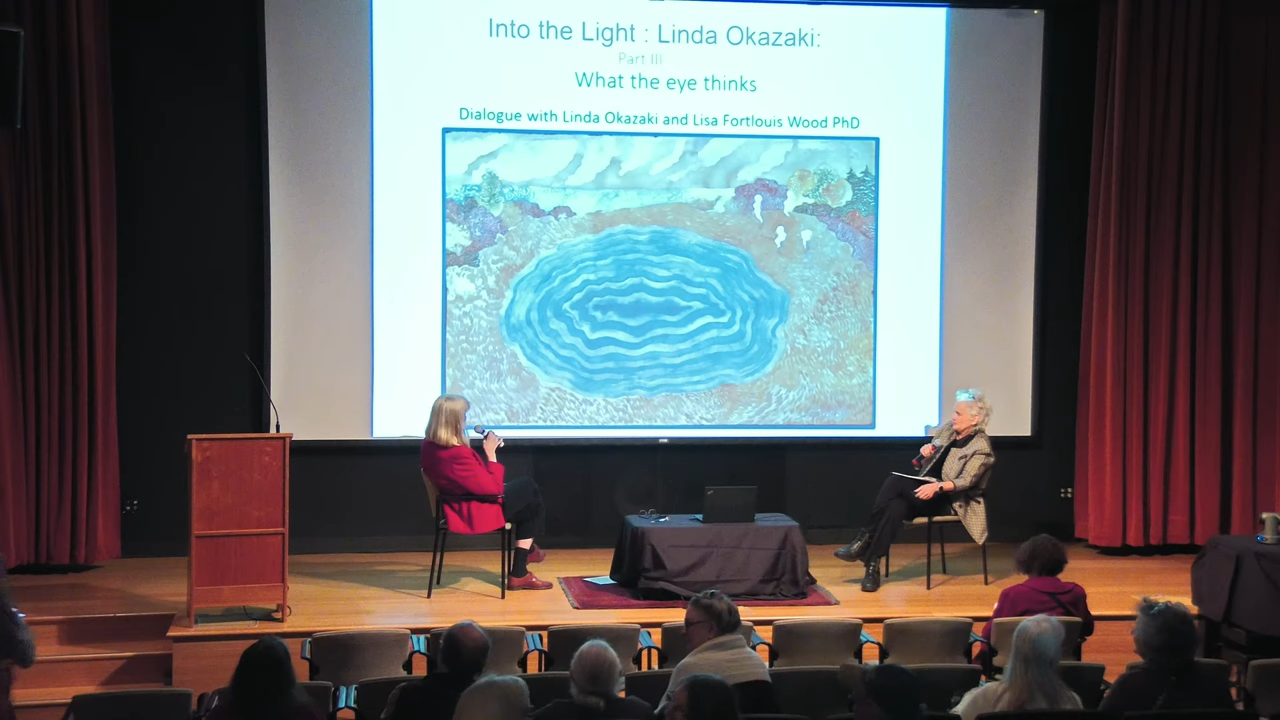 Into the Light : Linda Okazaki:
Part III
What the eye thinks
Dialogue with Linda Okazaki and Lisa Fortlouis Wood PhD